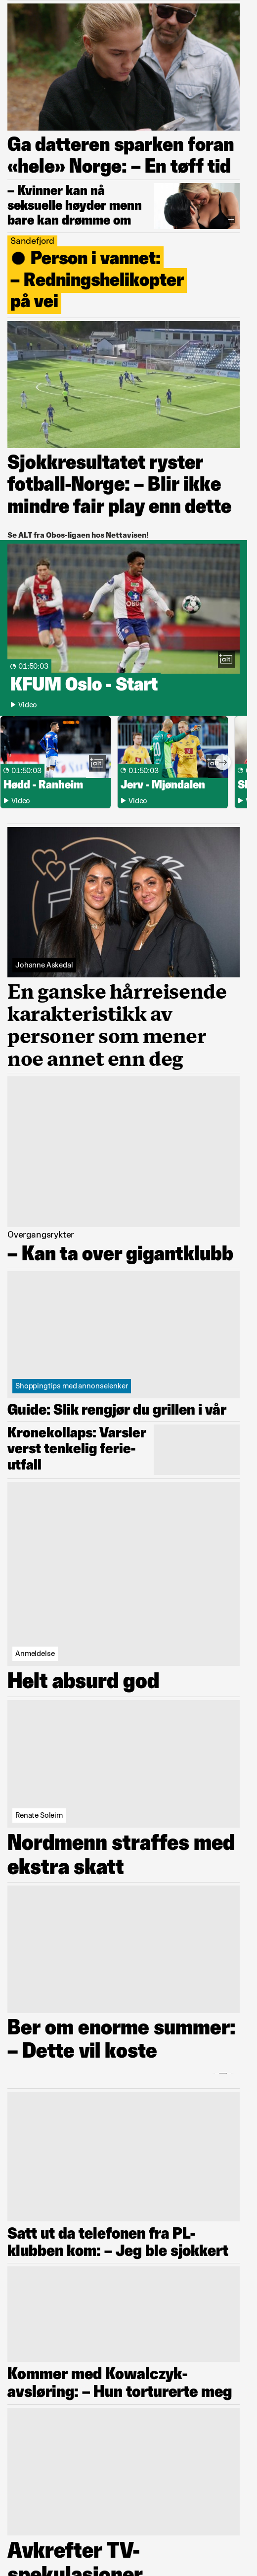 Ga datteren sparken foran
«hele» Norge: – En tøff tid
– Kvinner kan nå
seksuelle høyder menn
bare kan drømme om
Sandefjord
● Person i vannet:
– Redningshelikopter
på vei
Sjokkresultatet ryster
fotball-Norge: – Blir ikke
mindre fair play enn dette
Se ALT fra Obos-ligaen hos Nettavisen!
01:50:03
KFUM Oslo - Start
Video
01:50:03
Hødd - Ranheim
Video
01:50:03
Jerv - Mjøndalen
Video
Johanne Askedal
En ganske hårreisende
karakteristikk av
personer som mener
noe annet enn deg
Overgangsrykter
– Kan ta over gigantklubb
Shoppingtips med annonselenker
Guide: Slik rengjør du grillen i vår
Kronekollaps: Varsler
verst tenkelig ferie-
utfall
Anmeldelse
Helt absurd god
Renate Soleim
Nordmenn straffes med
ekstra skatt
Ber om enorme summer:
– Dette vil koste
Satt ut da telefonen fra PL-
klubben kom: – Jeg ble sjokkert
Kommer med Kowalczyk-
avsløring: – Hun torturerte meg
Avkrefter TV-
spekulasjoner